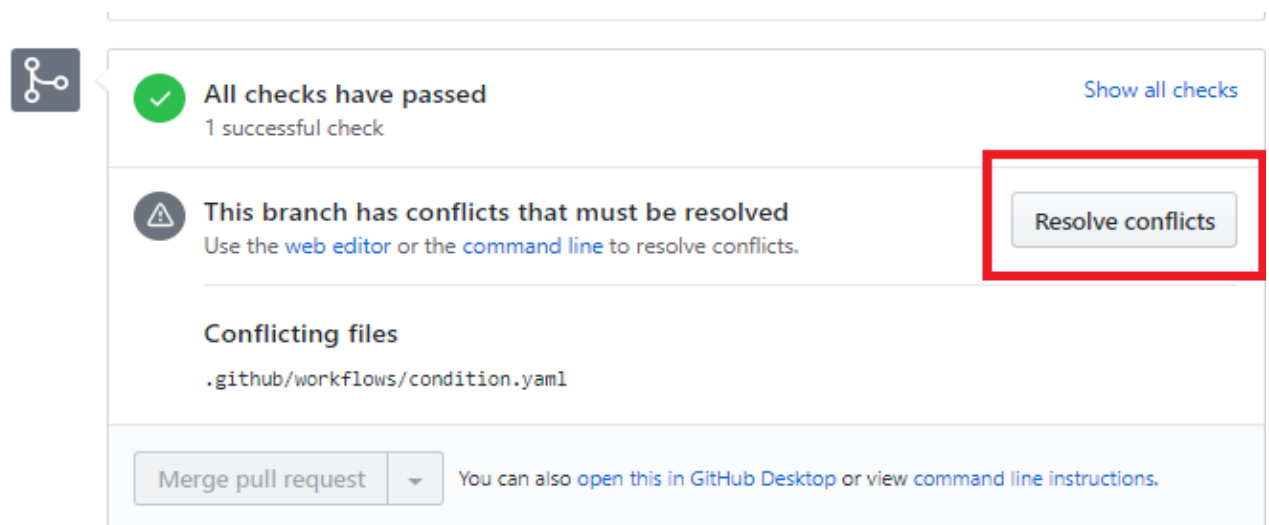 All checks have passed
Show all checks
1 successful check
This branch has conflicts that must be resolved
Resolve conflicts
Use the web editor or the command line to resolve conflicts.
Conflicting files
.github/workflows/condition.yaml
Merge pull request
You can also open this in GitHub Desktop or view command line instructions.